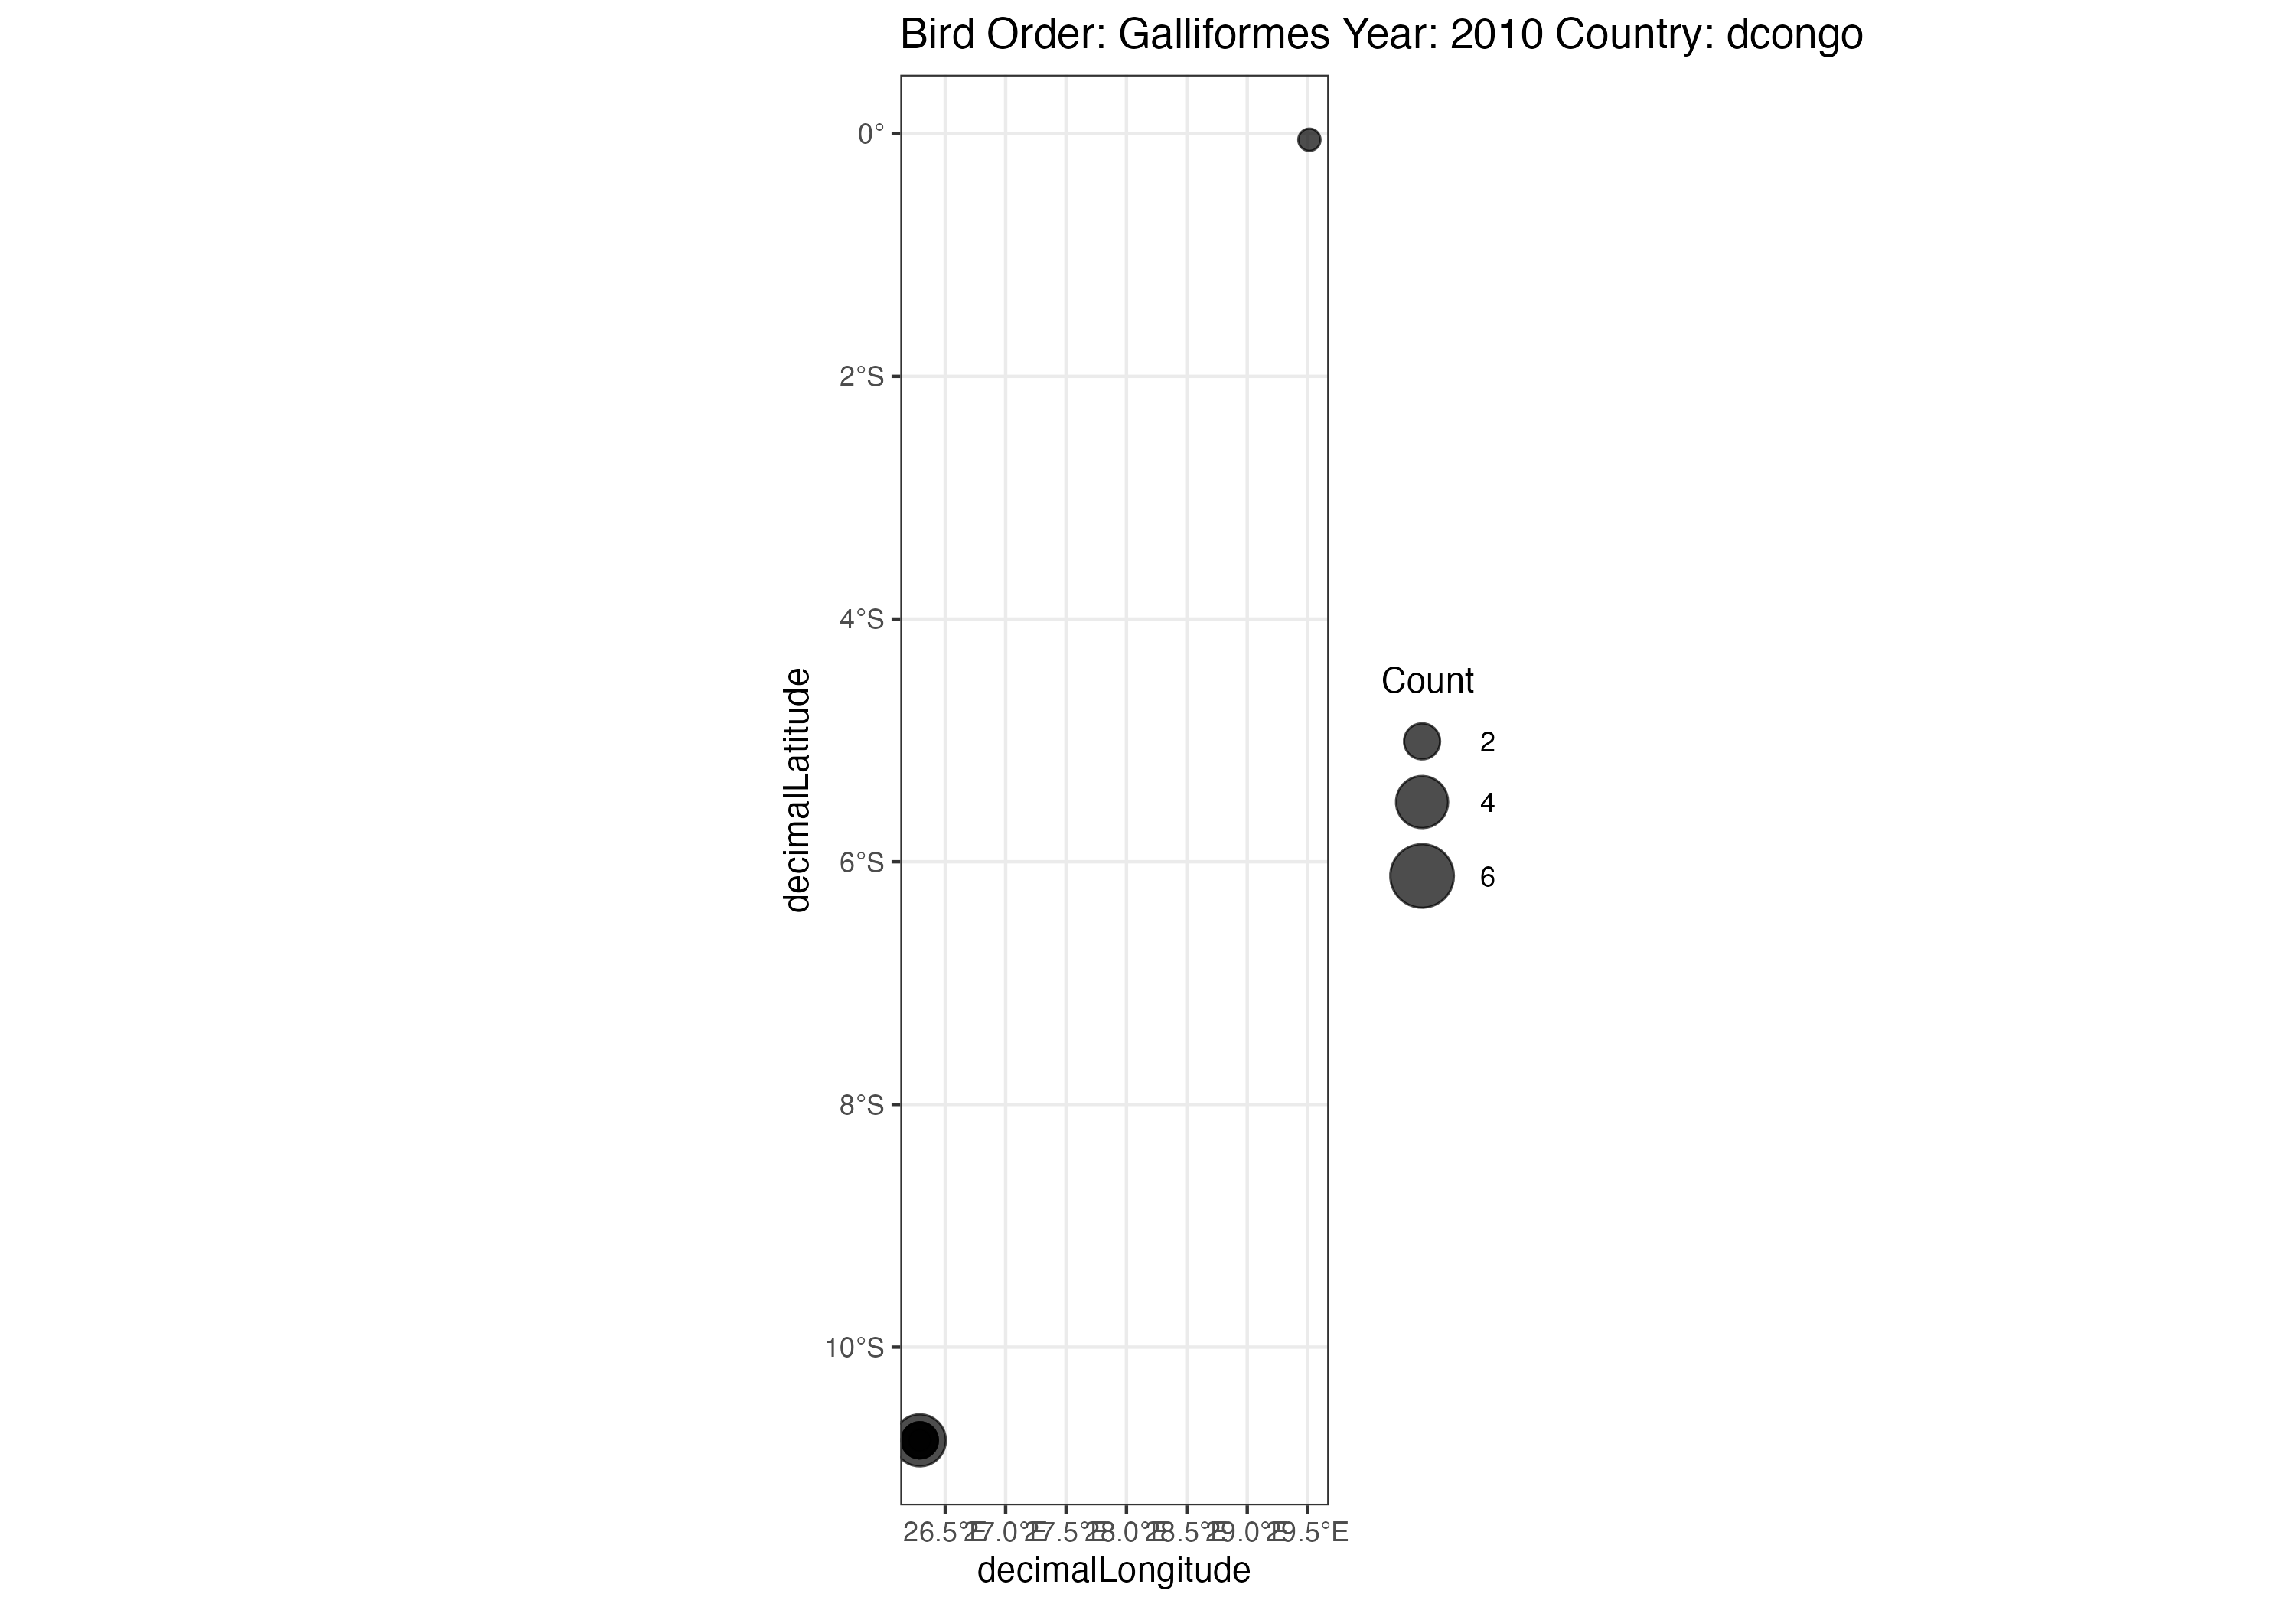 Bird Order: Galliformes Year: 2010 Country: dcongo
0°
2°S
4°S
6°S
8°S
10°S
decimalLatitude
26.5°E 27.0°E 27.5°E 28.0°E 28.5°E 29.0°E 29.5°E
decimalLongitude
Count
2
4
6